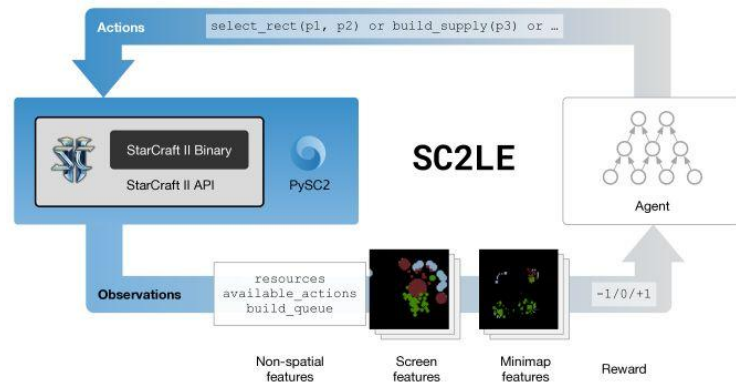 Actions
select_rect(p1, p2) or build_supply(p3) or …
StarCraft II Binary
StarCraft II API
PySC2
SC2LE
Agent
Observations
resources
available_actions
build_queue
-1/0/+1
Non-spatial
features
Screen
features
Minimap
features
Reward